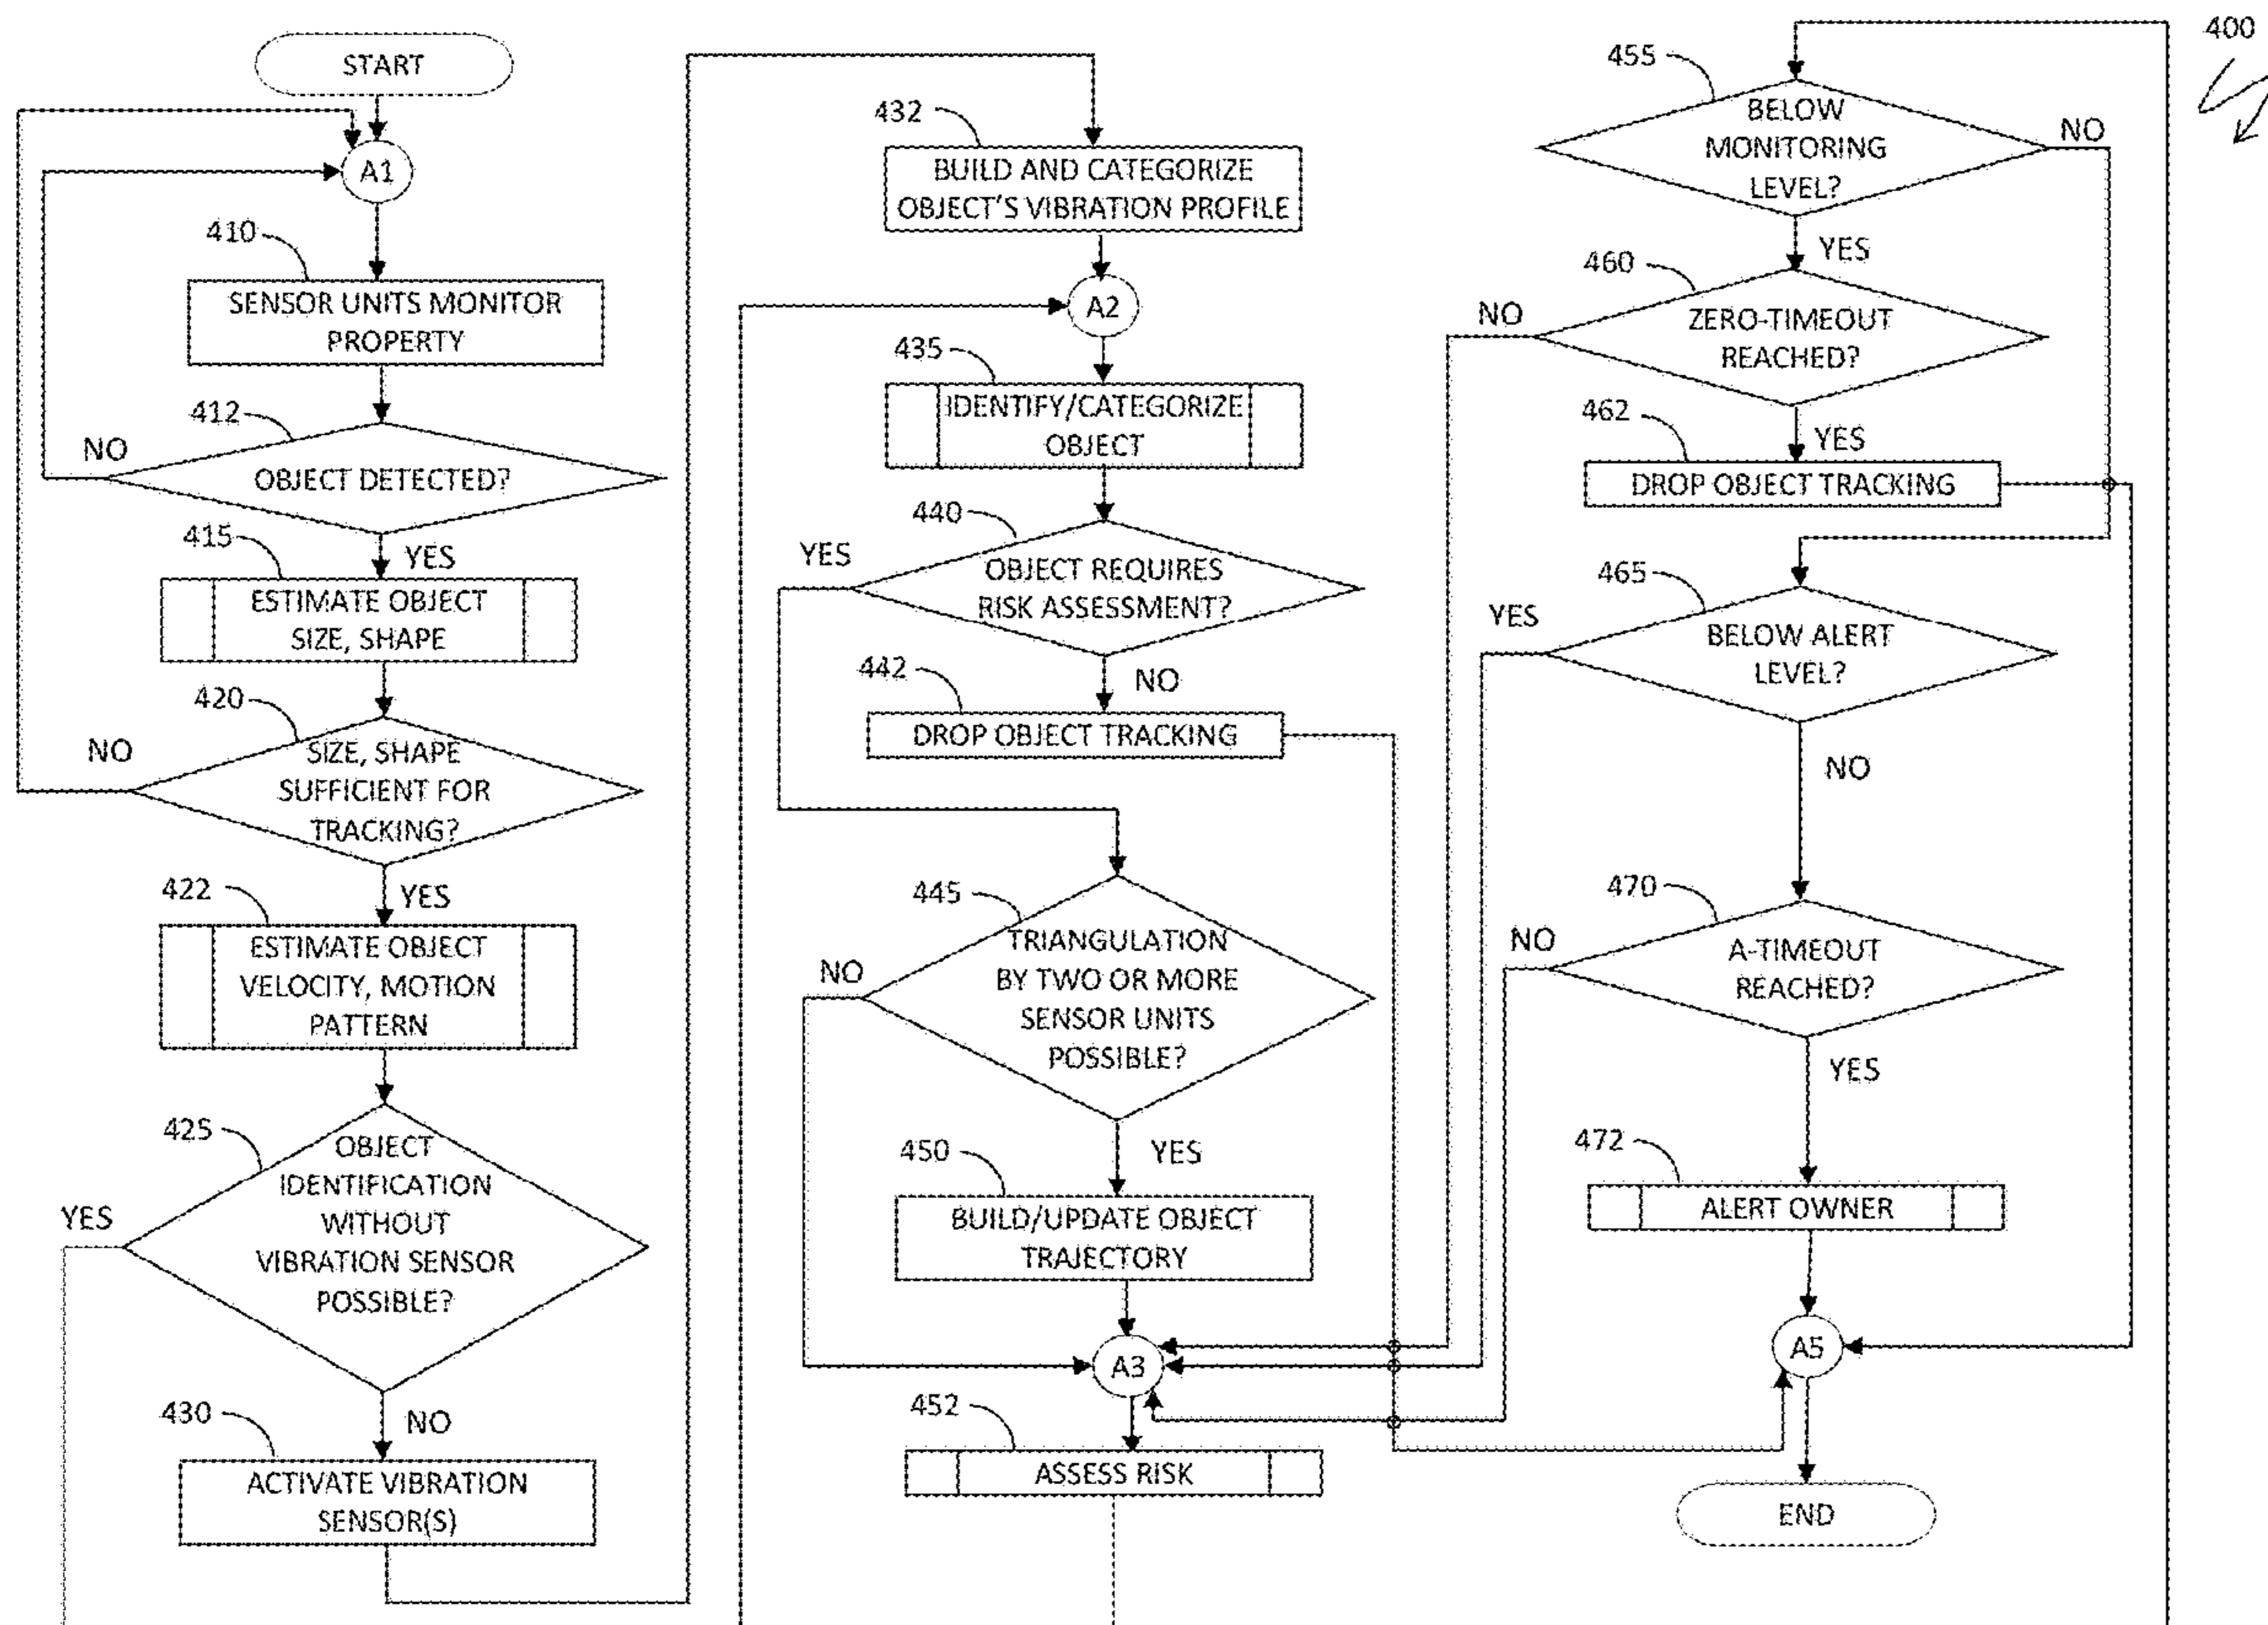 400
START
A1
410
SENSOR UNITS MONITOR
PROPERTY
412
NO
OBJECT DETECTED?
415
YES
ESTIMATE OBJECT
SIZE, SHAPE
420
NO
SIZE, SHAPE
SUFFICIENT FOR
TRACKING?
422
YES
ESTIMATE OBJECT
VELOCITY, MOTION
PATTERN
425
YES
OBJECT
IDENTIFICATION
WITHOUT
VIBRATION SENSOR
POSSIBLE?
430
NO
ACTIVATE VIBRATION
SENSOR(S)
432
BUILD AND CATEGORIZE
OBJECT'S VIBRATION PROFILE
A2
435
IDENTIFY/CATEGORIZE
OBJECT
440
YES
OBJECT REQUIRES
RISK ASSESSMENT?
442
NO
DROP OBJECT TRACKING
445
NO
TRIANGULATION
BY TWO OR MORE
SENSOR UNITS
POSSIBLE?
450
YES
BUILD/UPDATE OBJECT
TRAJECTORY
A3
452
ASSESS RISK
455
BELOW
MONITORING
LEVEL?
NO
YES
460
NO
ZERO-TIMEOUT
REACHED?
462
YES
DROP OBJECT TRACKING
465
YES
BELOW ALERT
LEVEL?
NO
470
NO
A-TIMEOUT
REACHED?
YES
472
ALERT OWNER
A5
END